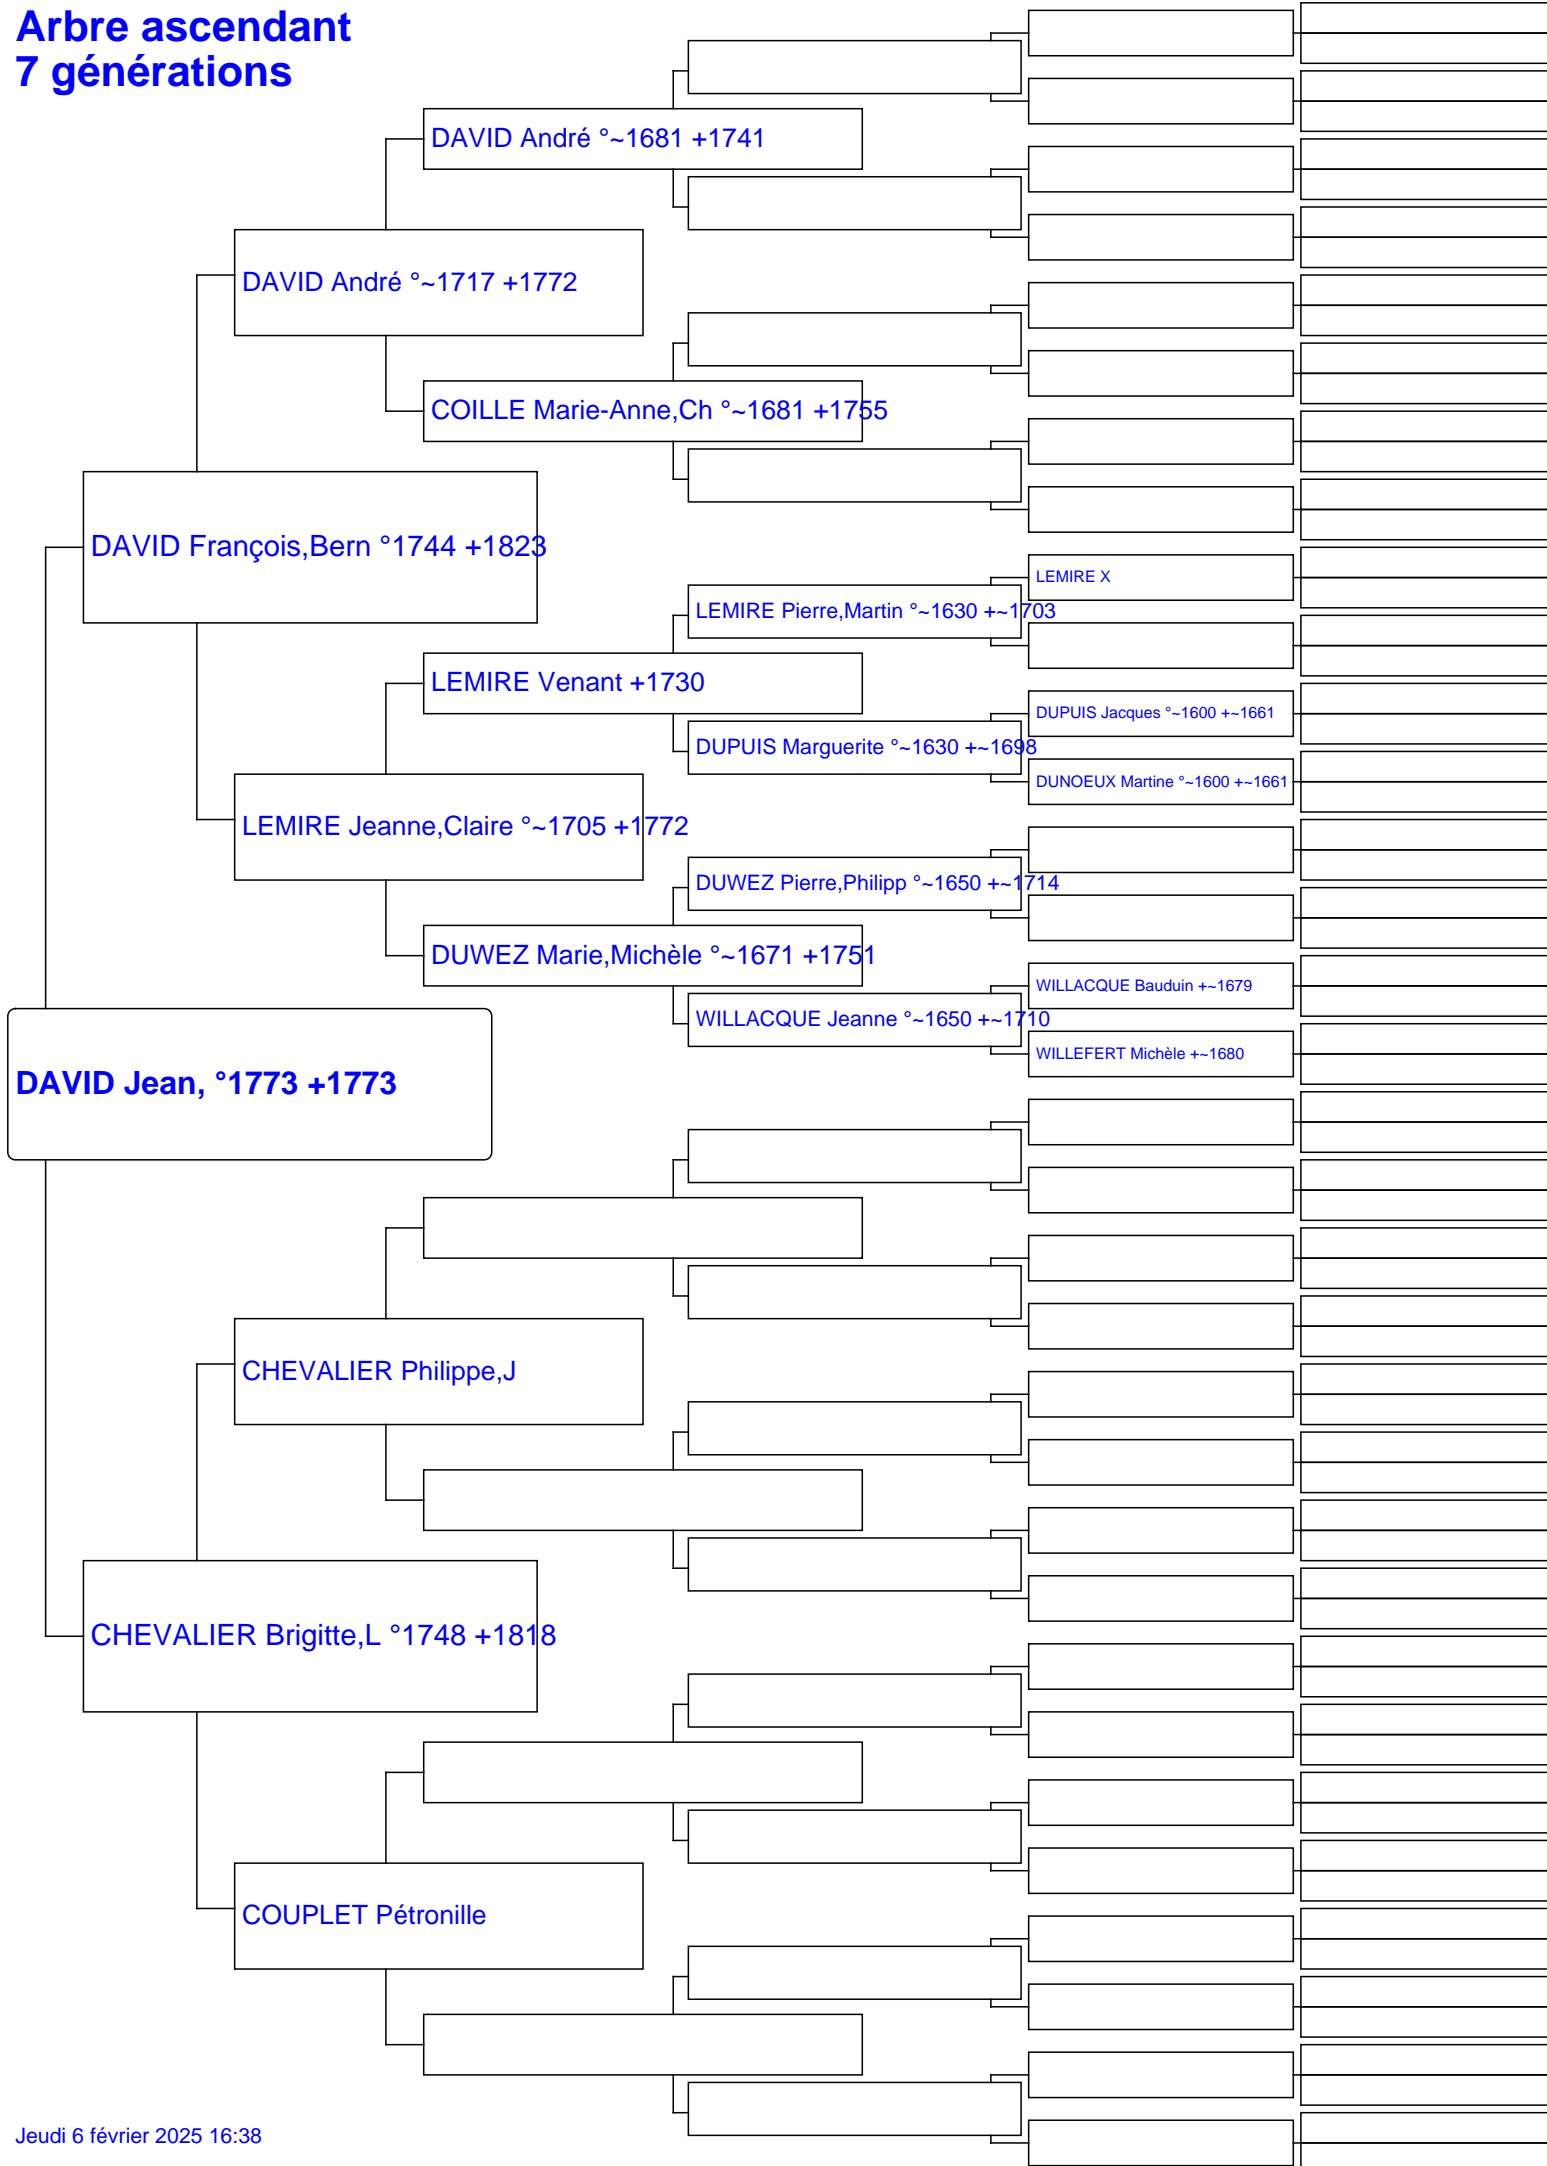 Arbre ascendant
7 générations
DAVID André °~1681 +1741
DAVID André °~1717 +1772
COILLE Marie-Anne,Ch °~1681 +1755
DAVID François,Bern °1744 +1823
LEMIRE X
LEMIRE Pierre,Martin °~1630 +~1703
LEMIRE Venant +1730
DUPUIS Jacques °~1600 +~1661
DUPUIS Marguerite °~1630 +~1698
DUNOEUX Martine °~1600 +~1661
LEMIRE Jeanne,Claire °~1705 +1772
DUWEZ Pierre,Philipp °~1650 +~1714
DUWEZ Marie,Michèle °~1671 +1751
WILLACQUE Bauduin +~1679
WILLACQUE Jeanne °~1650 +~1710
WILLEFERT Michèle +~1680
DAVID Jean, °1773 +1773
CHEVALIER Philippe,J
CHEVALIER Brigitte,L °1748 +1818
COUPLET Pétronille
Jeudi 6 février 2025 16:38